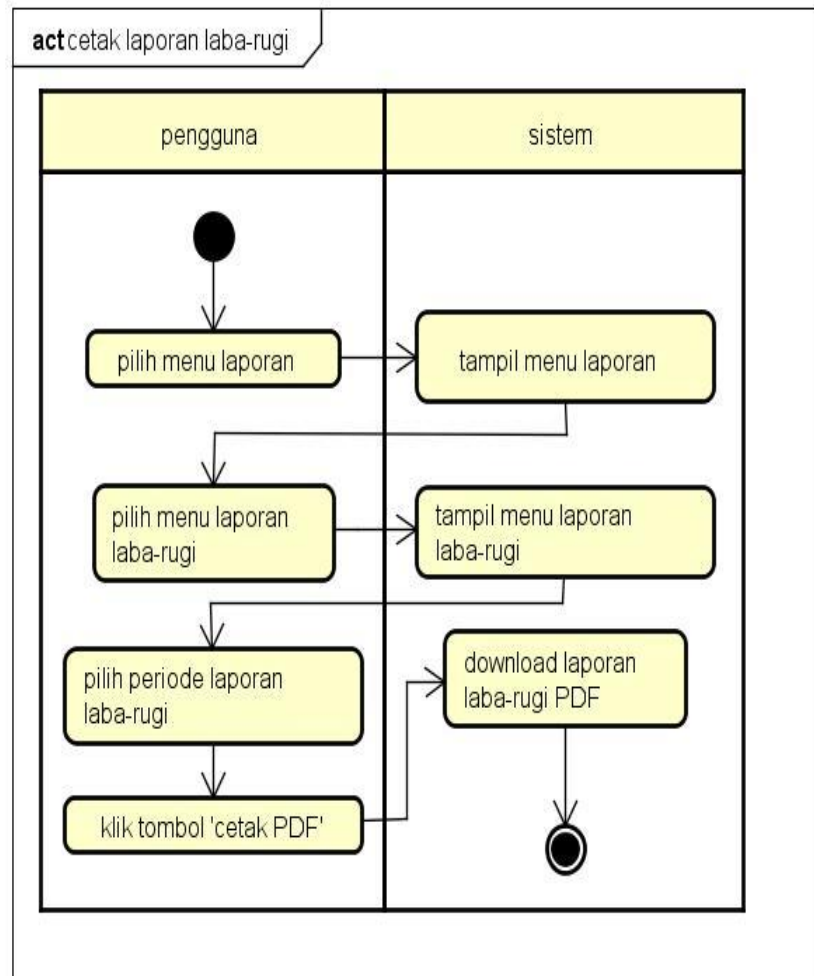 act cetak laporan laba-rugi
pengguna
sistem
pilih menu laporan
tampil menu laporan
pilih menu laporan
laba-rugi
tampil menu laporan
laba-rugi
pilih periode laporan
laba-rugi
klik tombol 'cetak PDF'
download laporan
laba-rugi PDF